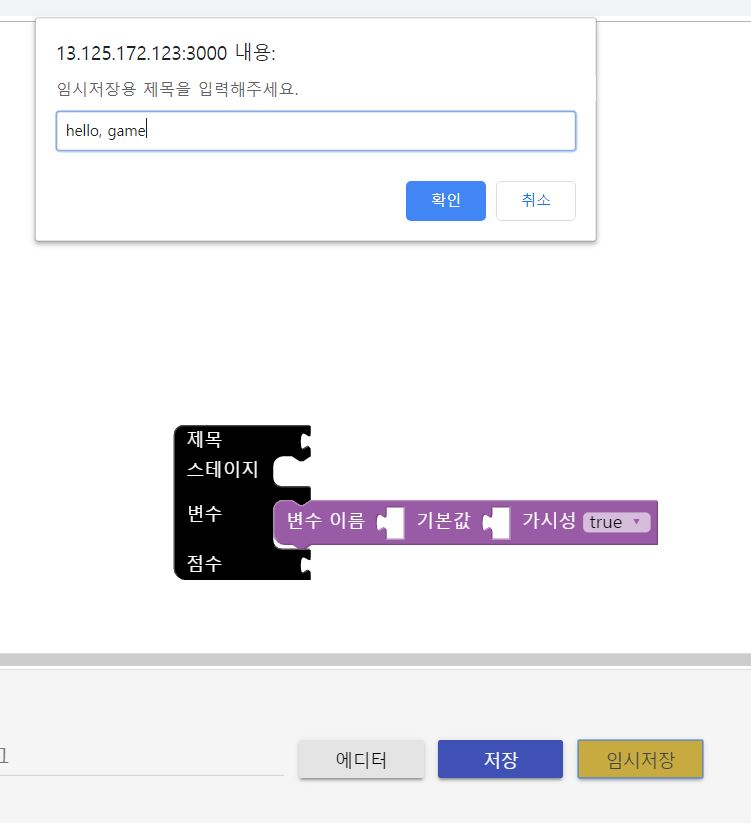 13.125.172.123:3000 내용:
임시저장용 제목을 입력해주세요.
hello, game
확인 취소
제목
스테이지
변수
변수 이름 기본값 가시성 true
점수
에디터 저장 임시저장